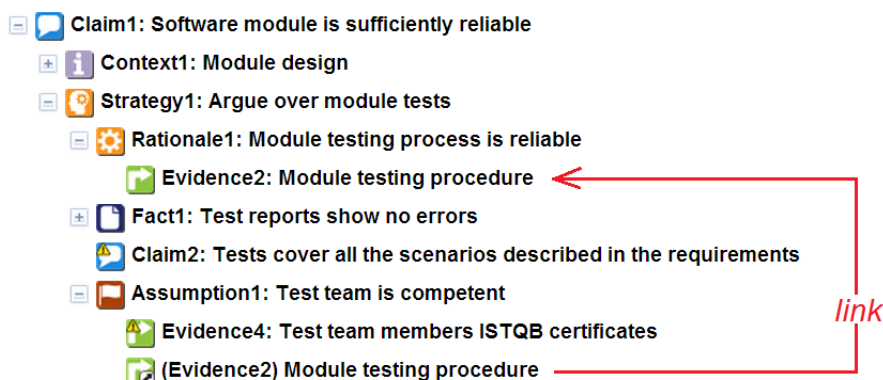 Claim1: Software module is sufficiently reliable
Context1: Module design
Strategy1: Argue over module tests
Rationale1: Module testing process is reliable
Evidence2: Module testing procedure
Fact1: Test reports show no errors
Claim2: Tests cover all the scenarios described in the requirements
Assumption1: Test team is competent
link
Evidence4: Test team members ISTQB certificates
(Evidence2) Module testing procedure